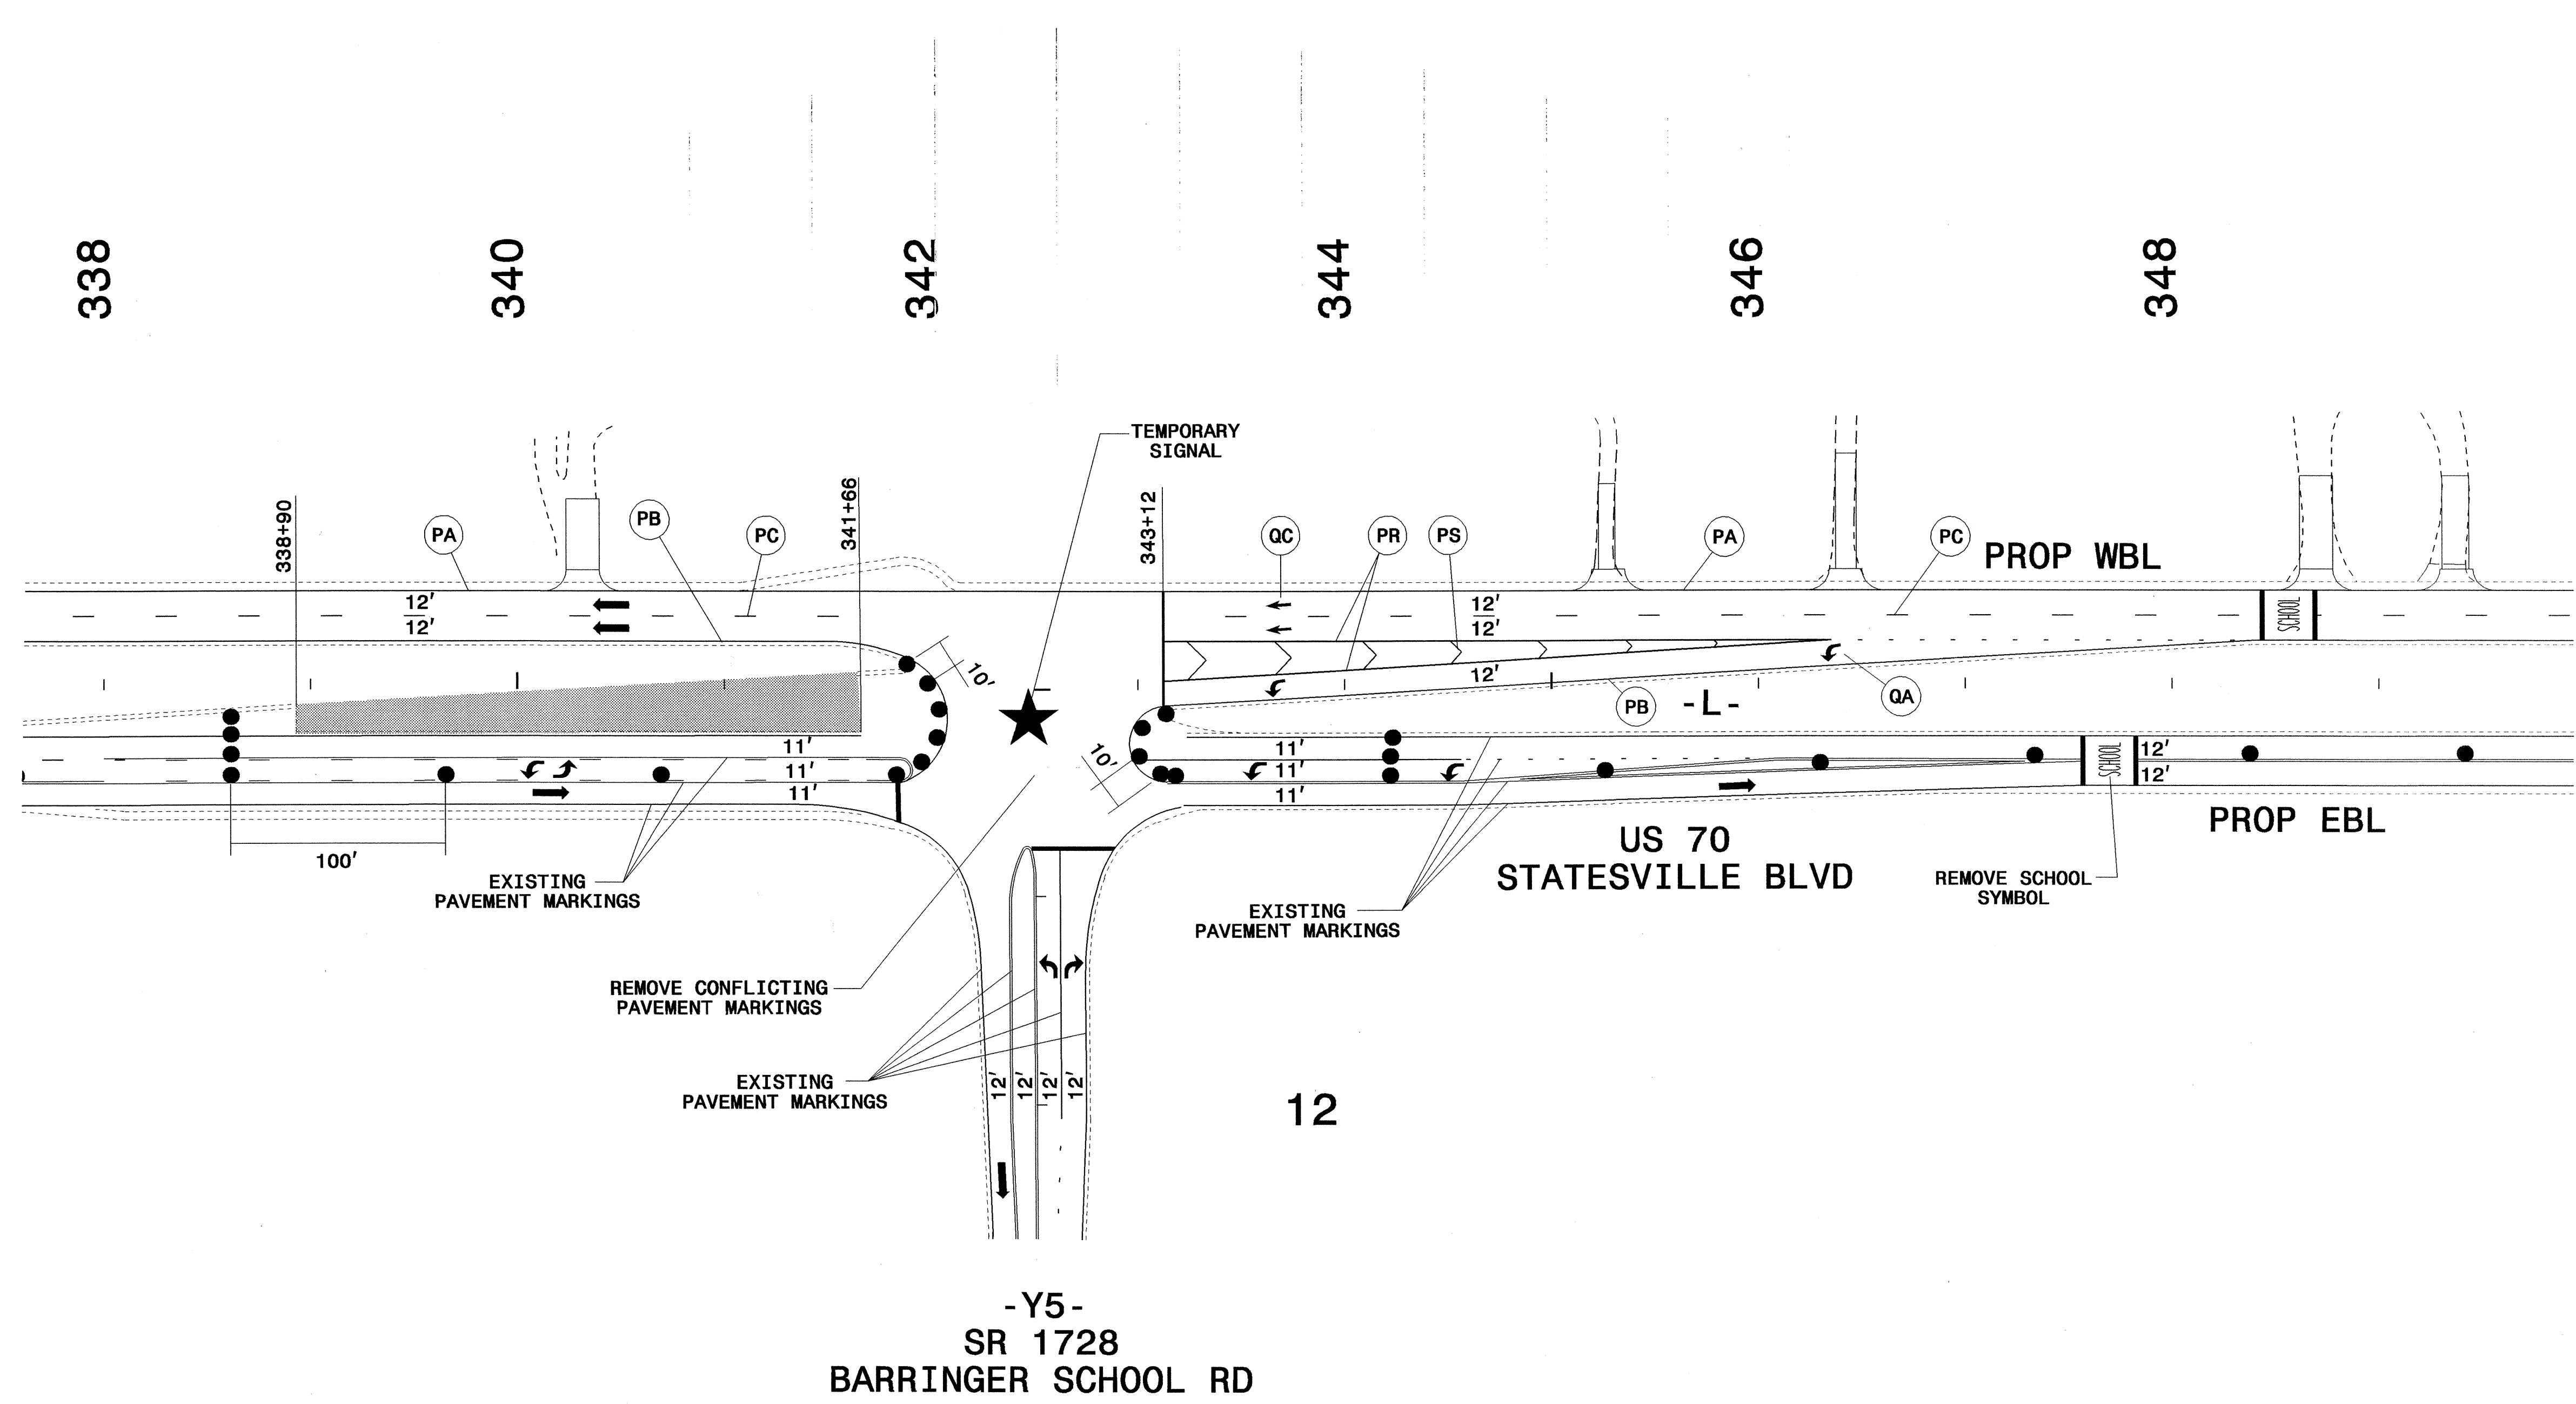 338
340
342
344
346
348
TEMPORARY
SIGNAL
338+90
PA
PB
PC
341+66
343+12
QC
PR
PS
PA
PC
PROP WBL
12'
12'
12'
12'
SCHOOL
10'
12'
PB
-L-
QA
11'
11'
11'
10'
11'
11'
11'
SCHOOL
12'
12'
100'
EXISTING
PAVEMENT MARKINGS
US 70
STATESVILLE BLVD
PROP EBL
REMOVE SCHOOL
SYMBOL
EXISTING
PAVEMENT MARKINGS
REMOVE CONFLICTING
PAVEMENT MARKINGS
EXISTING
PAVEMENT MARKINGS
12'
12'
12'
12'
12
-Y5-
SR 1728
BARRINGER SCHOOL RD